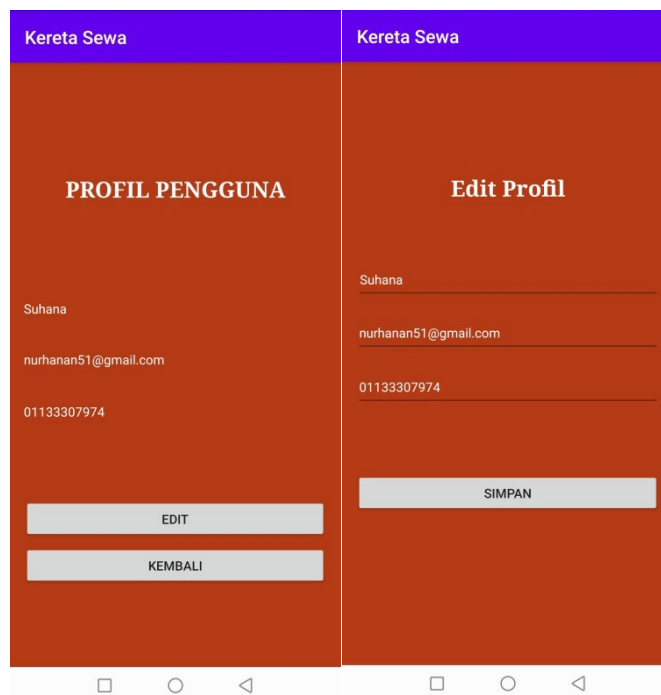 Kereta Sewa
PROFIL PENGGUNA
Suhana
nurhanan51@gmail.com
01133307974
EDIT
KEMBALI
Kereta Sewa
Edit Profil
Suhana
nurhanan51@gmail.com
01133307974
SIMPAN